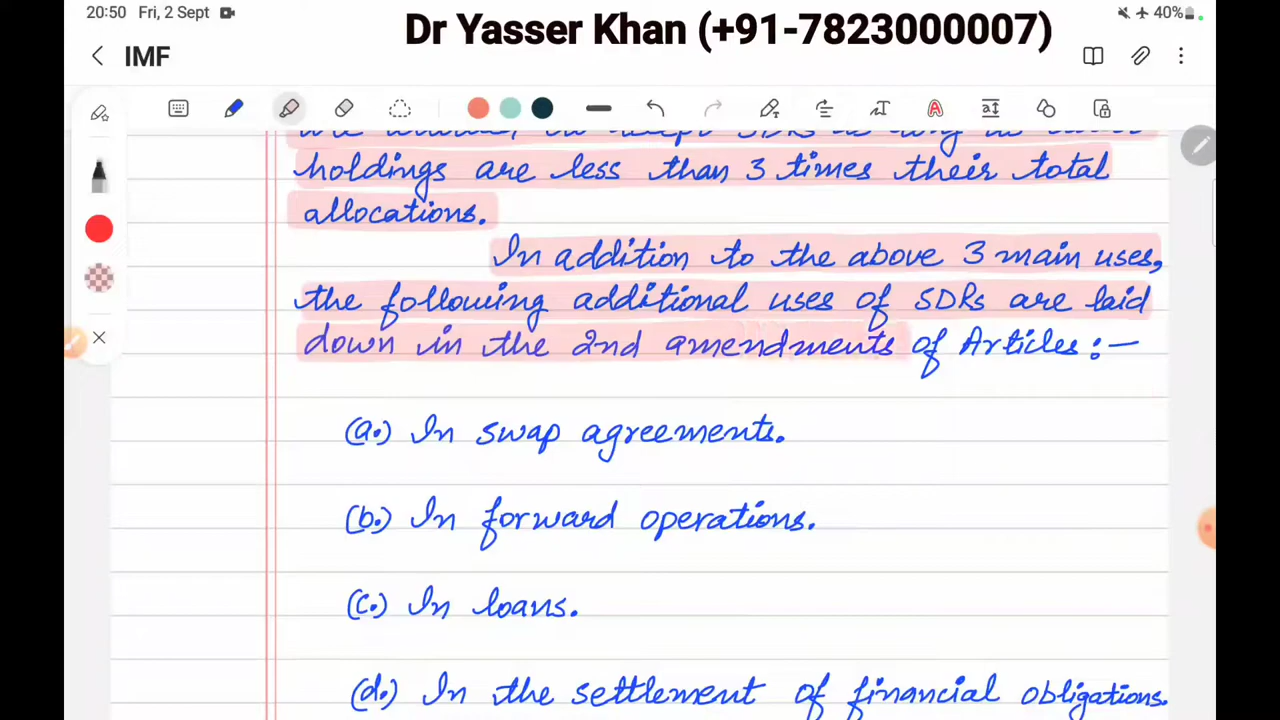 20:50 Fri, 2 Sept
40%
Dr Yasser Khan (+91-7823000007)
IMF
holdings are less than 3 times their total
allocations.
In addition to the above 3 main uses,
the following additional uses of SDRs are laid
down in the 2nd amendments of Articles :-
(a.) In swap agreements.
(b.) In forward operations.
(c.) In loans.
(d.) In the settlement of financial obligations.